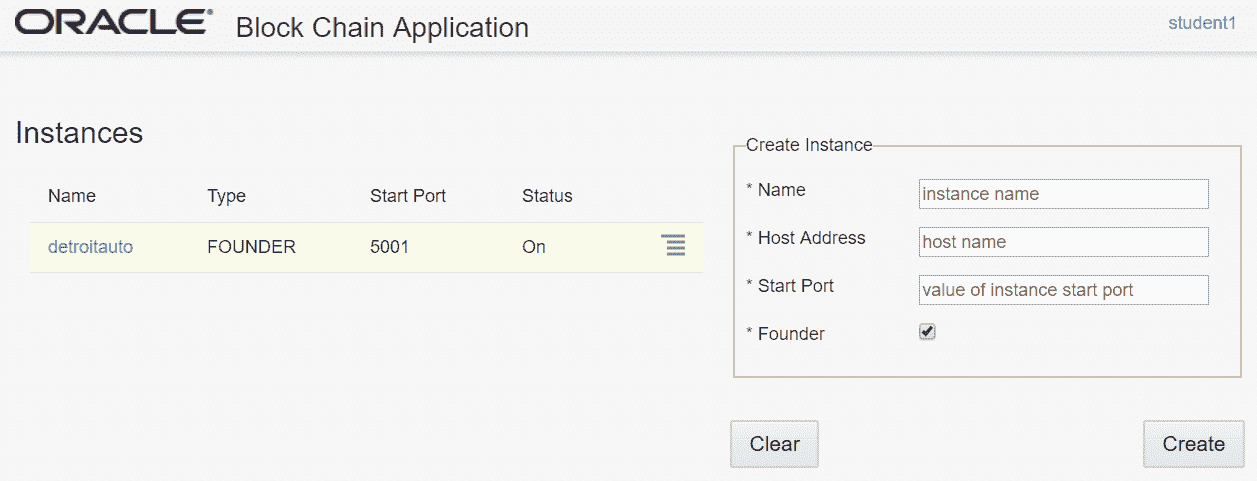 ORACLE® Block Chain Application
student1
Instances
Name Type Start Port Status
detroitauto FOUNDER 5001 On
Create Instance
* Name instance name
* Host Address host name
* Start Port value of instance start port
* Founder
Clear Create